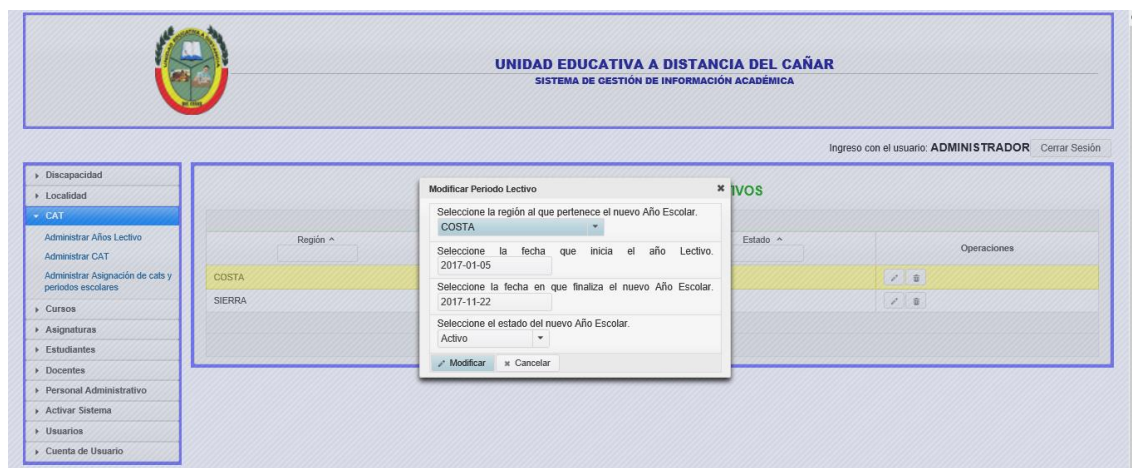 UNIDAD EDUCATIVA A DISTANCIA DEL CAÑAR
SISTEMA DE GESTIÓN DE INFORMACIÓN ACADÉMICA
Ingreso con el usuario: ADMINISTRADOR Cerrar Sesión
Discapacidad
Localidad
CAT
Administrar Años Lectivo
Administrar CAT
Administrar Asignación de cats y
periodos escolares
Cursos
Asignaturas
Estudiantes
Docentes
Personal Administrativo
Activar Sistema
Usuarios
Cuenta de Usuario
IVOS
Región Estado Operaciones
COSTA
SIERRA
Modificar Periodo Lectivo
Seleccione la región al que pertenece el nuevo Año Escolar.
COSTA
Seleccione la fecha que inicia el año Lectivo.
2017-01-05
Seleccione la fecha en que finaliza el nuevo Año Escolar.
2017-11-22
Seleccione el estado del nuevo Año Escolar.
Activo
Modificar Cancelar